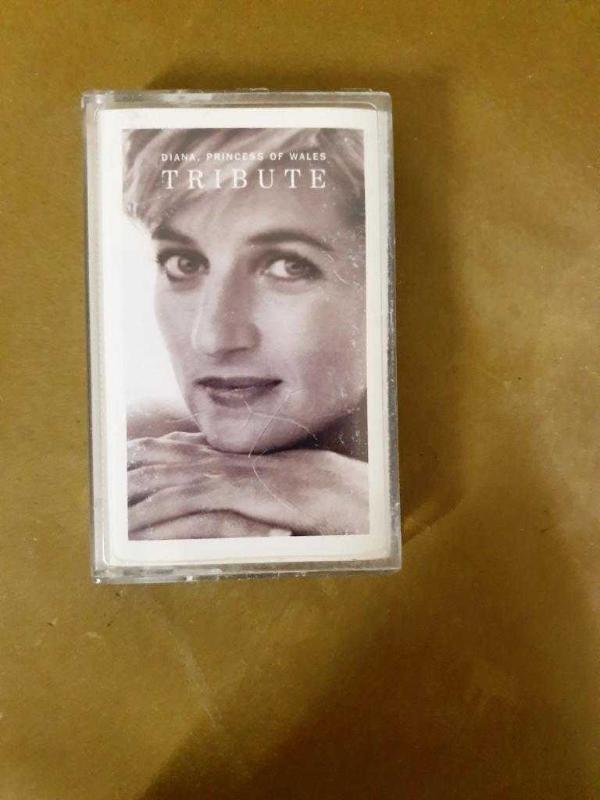 DIANA, PRINCESS OF WALES
TRIBUTE